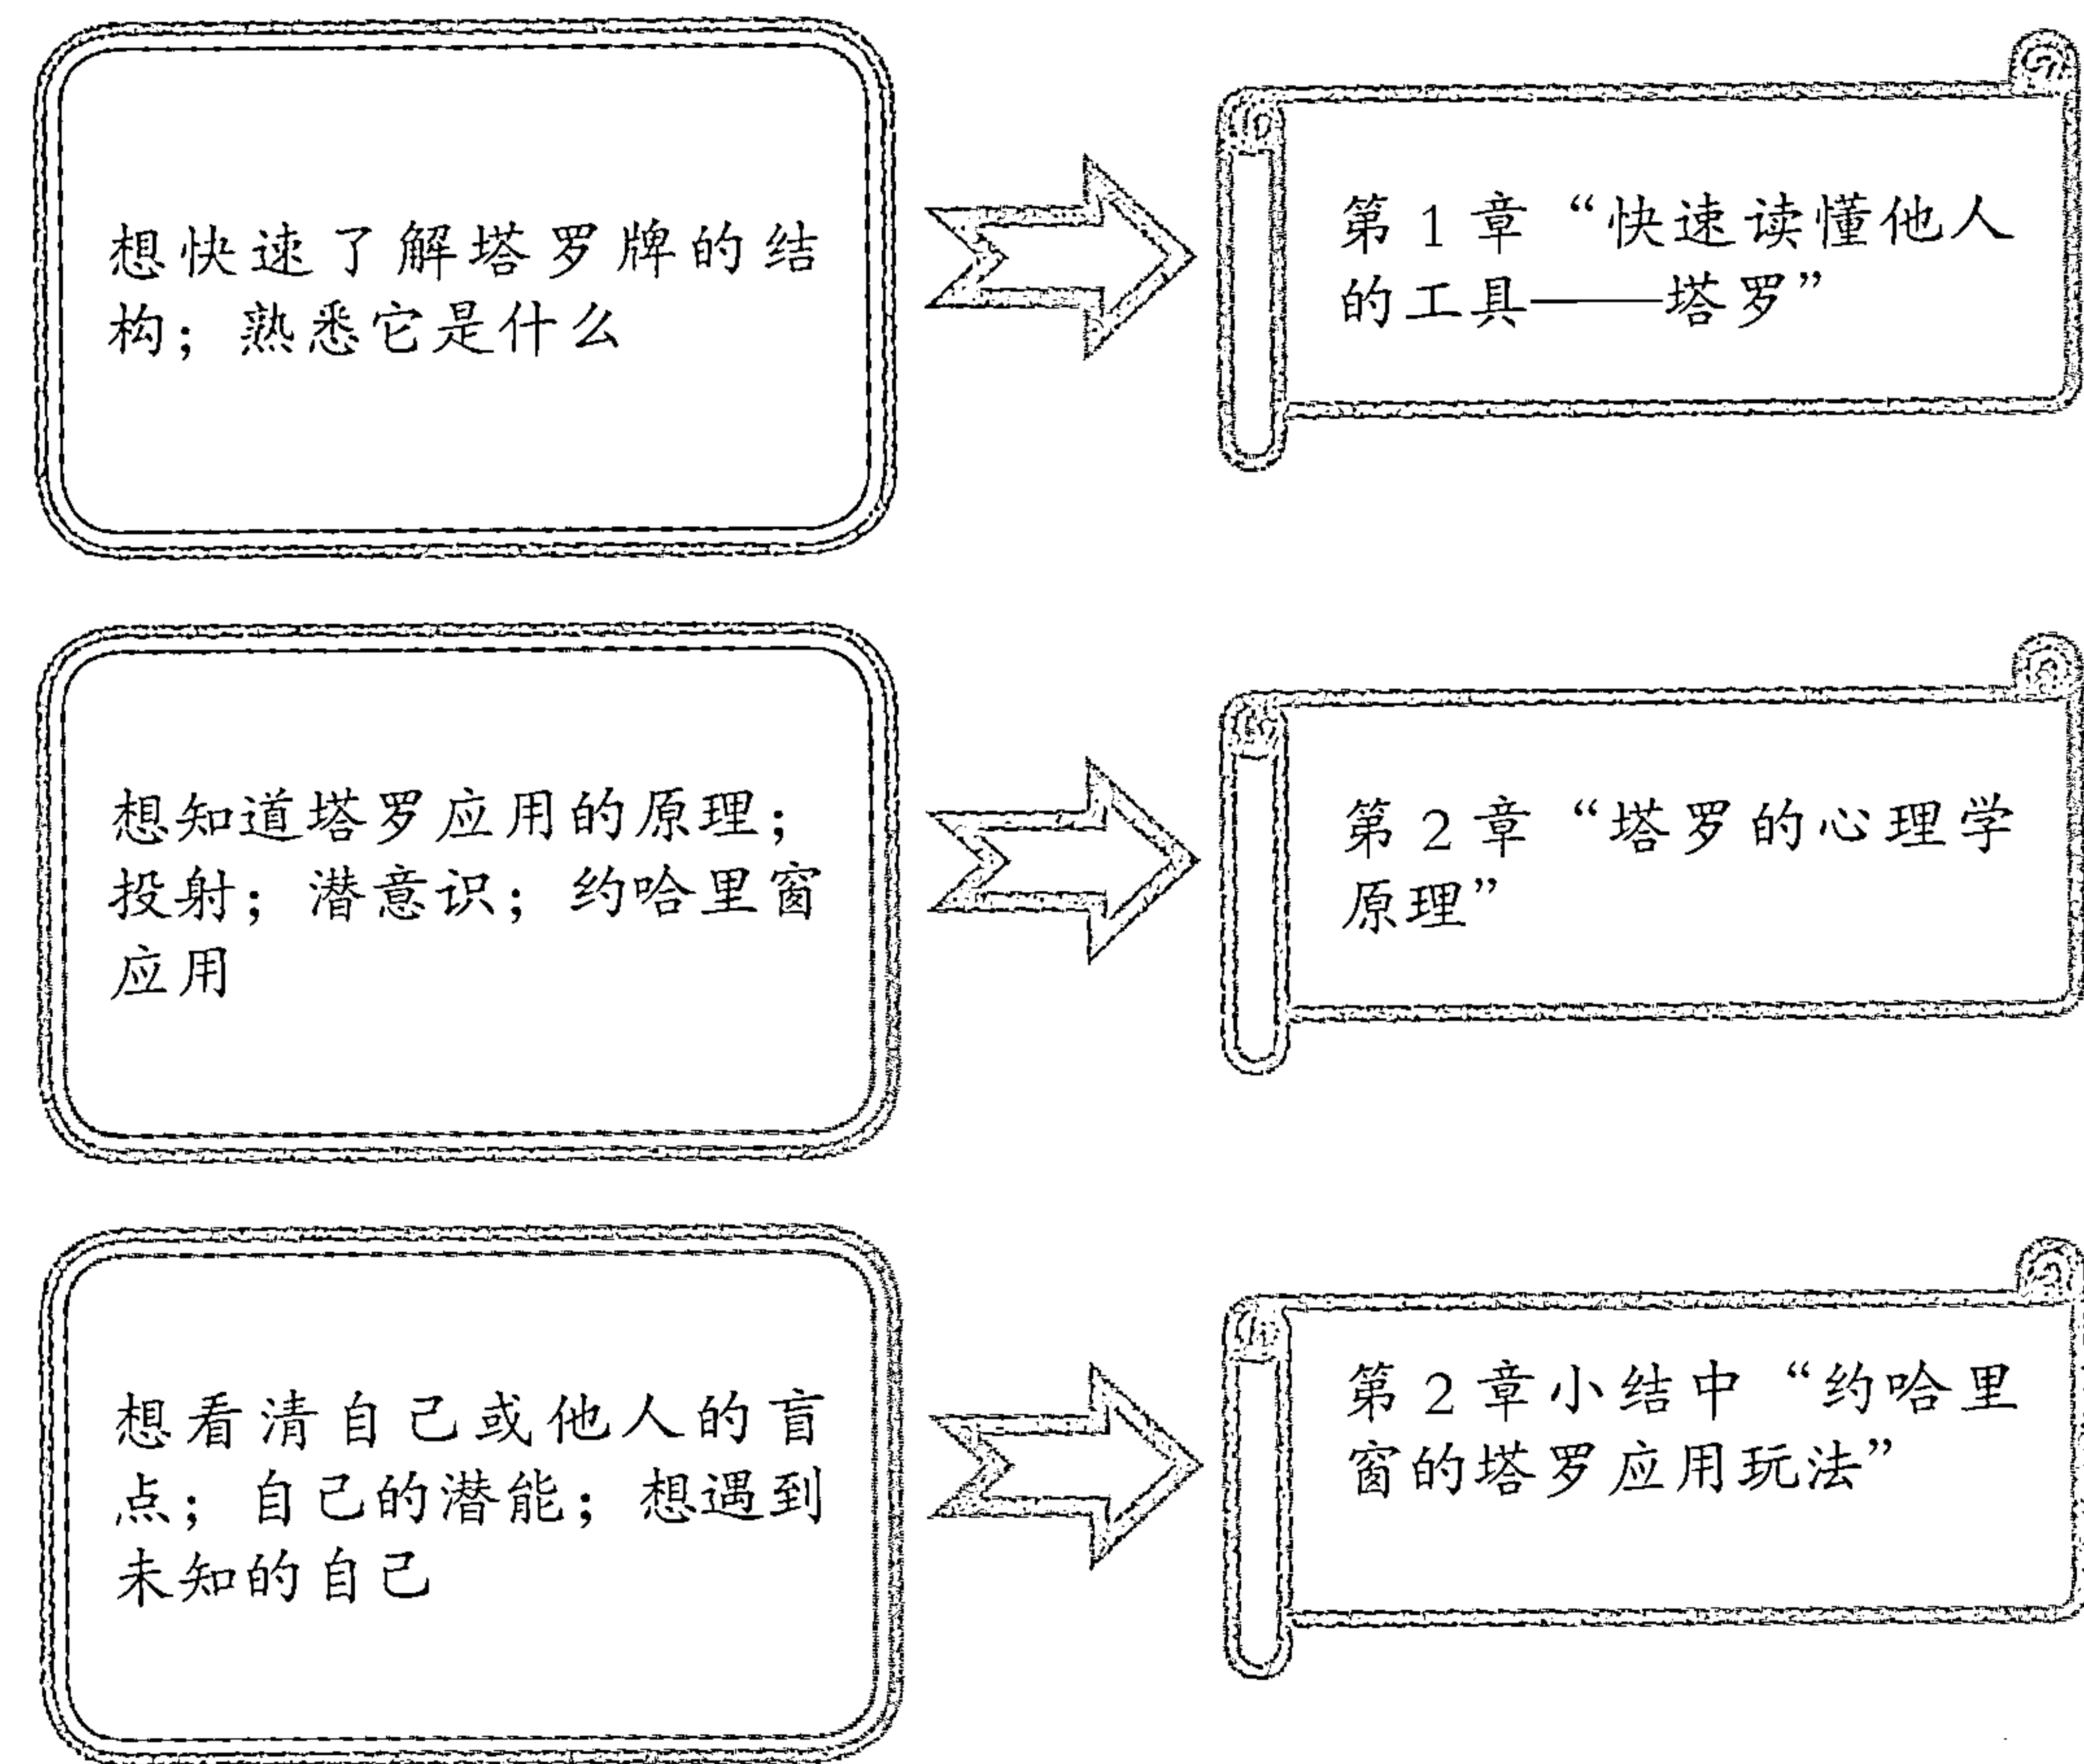 想快速了解塔罗牌的结
构；熟悉它是什么
第 1 章“快速读懂他人
的工具——塔罗”
想知道塔罗应用的原理；
投射；潜意识；约哈里窗
应用
第 2 章“塔罗的心理学
原理”
想看清自己或他人的盲
点；自己的潜能；想遇到
未知的自己
第 2 章小结中“约哈里
窗的塔罗应用玩法”